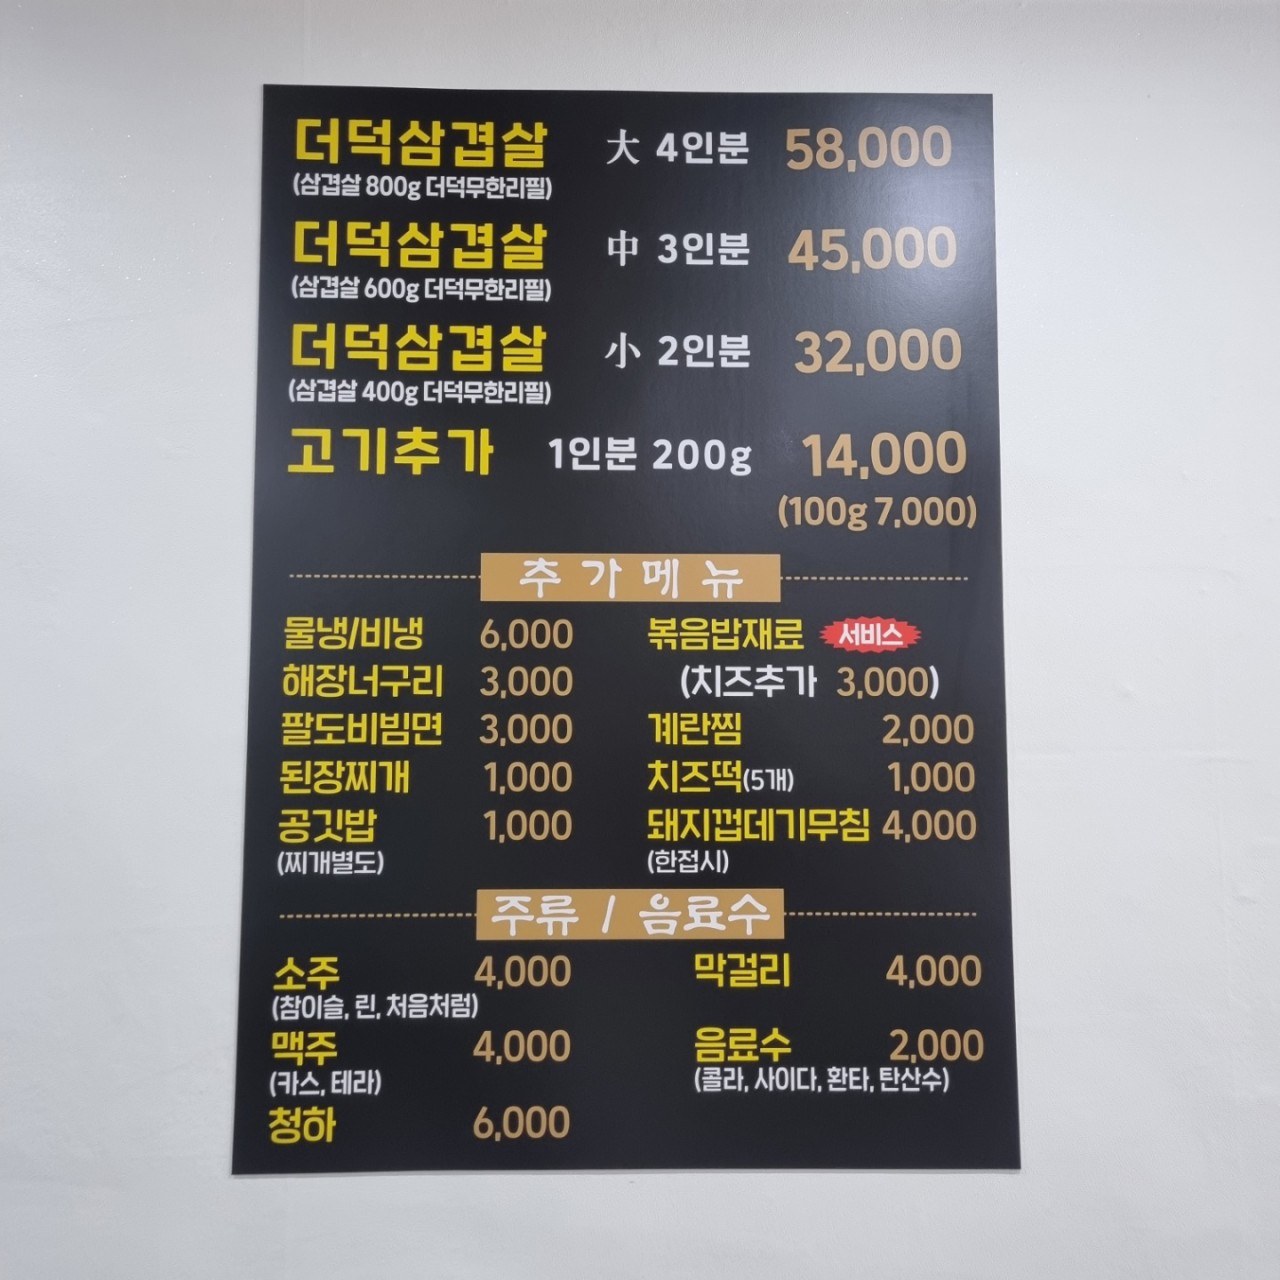 더덕삼겹살 大 4인분 58,000
(삼겹살 800g 더덕무한리필)
더덕삼겹살 中 3인분 45,000
(삼겹살 600g 더덕무한리필)
더덕삼겹살 小 2인분 32,000
(삼겹살 400g 더덕무한리필)
고기추가 1인분 200g 14,000
(100g 7,000)
추가메뉴
물냉/비냉 6,000 볶음밥재료 서비스
해장너구리 3,000 (치즈추가 3,000)
팔도비빔면 3,000 계란찜 2,000
된장찌개 1,000 치즈떡(5개) 1,000
공깃밥 1,000 돼지껍데기무침 4,000
(찌개별도) (한접시)
주류 / 음료수
소주 4,000 막걸리 4,000
(참이슬, 린, 처음처럼)
맥주 4,000 음료수 2,000
(카스, 테라) (콜라, 사이다, 환타, 탄산수)
청하 6,000